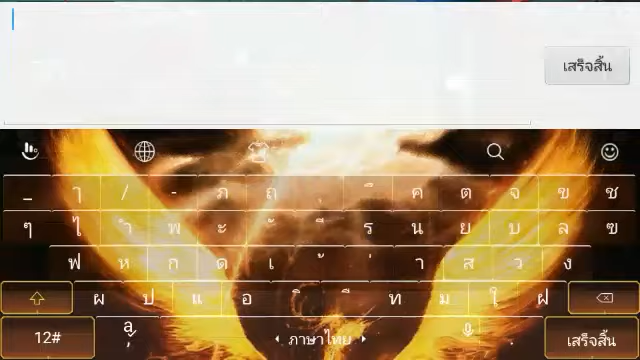 เสร็จสิ้น
_ ๅ / - ภ ถ ุ ึ ค ต จ ข ช
ๆ ไ ำ พ ะ ั ี ร น ย บ ล ฃ
ฟ ห ก ด เ ้ ่ า ส ว ง
ผ ป แ อ ิ ื ท ม ใ ฝ
12# a , ภาษาไทย . เสร็จสิ้น